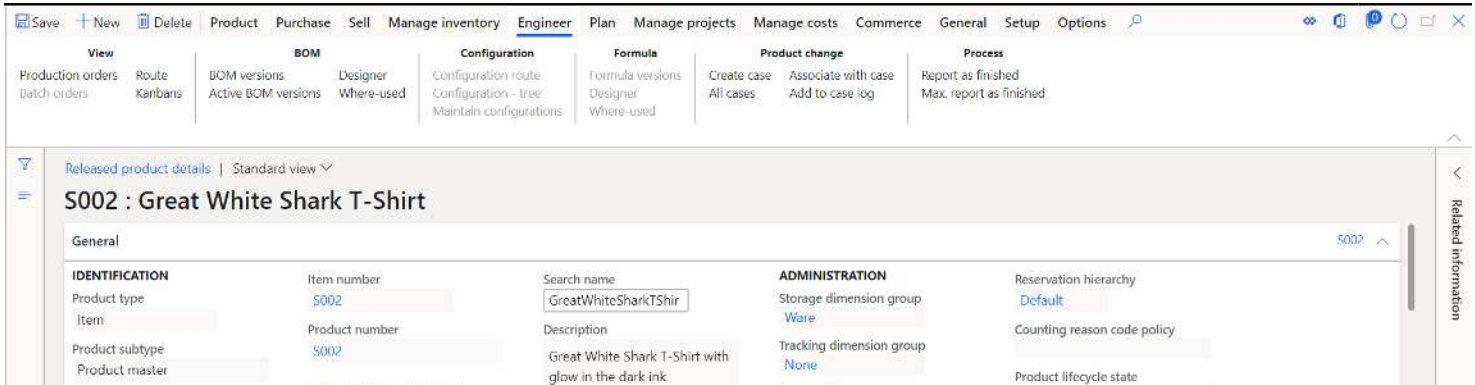 Save + New Delete Product Purchase Sell Manage inventory Engineer Plan Manage projects Manage costs Commerce General Setup Options 0
View BOM Configuration Formula Product change Process
Production orders Route BOM versions Designer Configuration route Formula versions Create case Associate with case Report as finished
Batch orders Kanbans Active BOM versions Where-used Configuration - tree Designer All cases Add to case log Max. report as finished
Maintain configurations Where-used
Released product details | Standard view
S002 : Great White Shark T-Shirt
Related information
General S002
IDENTIFICATION Item number Search name ADMINISTRATION Reservation hierarchy
Product type S002 GreatWhiteSharkTShir Storage dimension group Default
Item Ware
Product number Description Counting reason code policy
Product subtype S002 Great White Shark T-Shirt with Tracking dimension group
Product master glow in the dark ink None Product lifecycle state